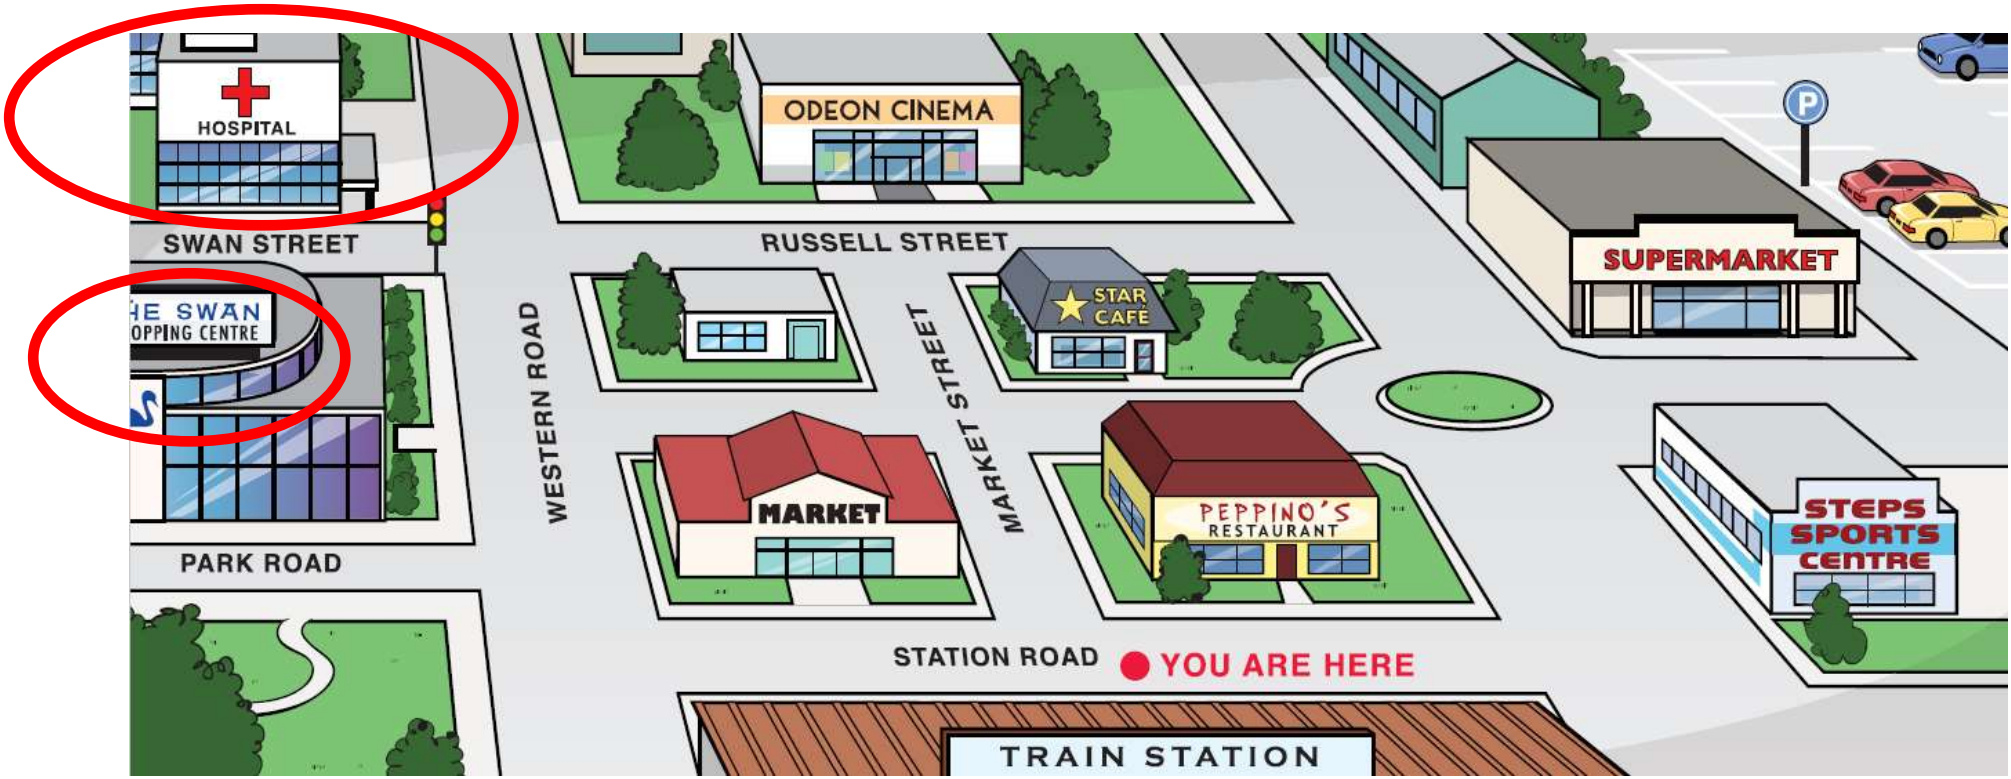 HOSPITAL
ODEON CINEMA
P
SWAN STREET
RUSSELL STREET
SUPERMARKET
HE SWAN
OPPING CENTRE
STAR
CAFÉ
WESTERN ROAD
MARKET STREET
MARKET
PEPPINO'S
RESTAURANT
STEPS
SPORTS
CENTRE
PARK ROAD
STATION ROAD
YOU ARE HERE
TRAIN STATION